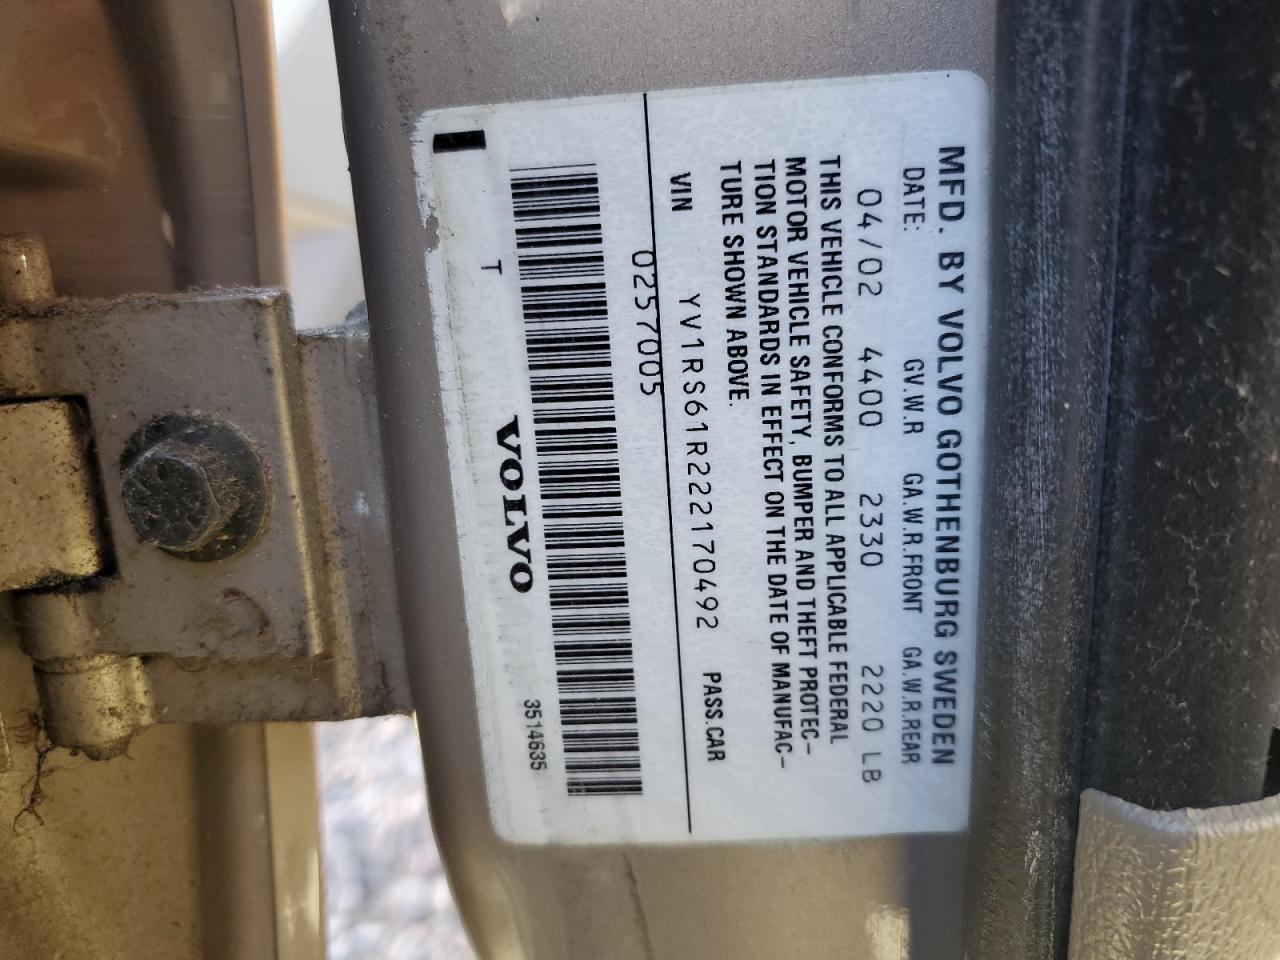 MFD. BY VOLVO GOTHENBURG SWEDEN
DATE: GV.W.R GA.W.R.FRONT GA.W.R.REAR
04/02 4400 2330 2220 LB
THIS VEHICLE CONFORMS TO ALL APPLICABLE FEDERAL
MOTOR VEHICLE SAFETY, BUMPER AND THEFT PROTEC-
TION STANDARDS IN EFFECT ON THE DATE OF MANUFAC-
TURE SHOWN ABOVE.
VIN YV1RS61R222170492 PASS.CAR
0257005
T VOLVO 3514635